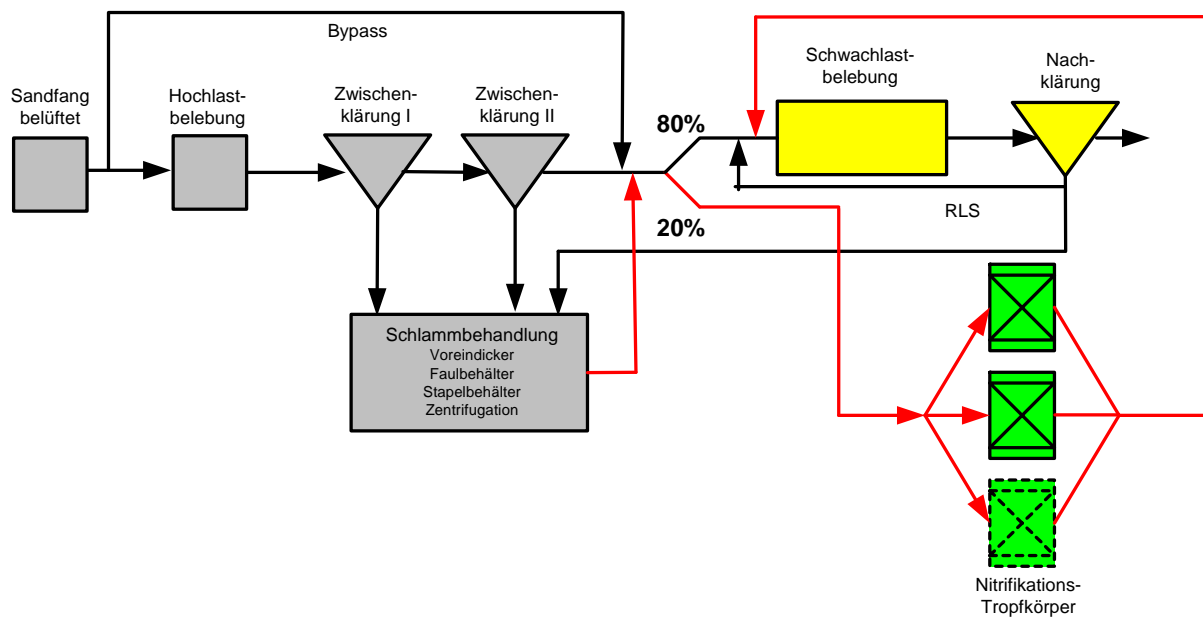 Bypass
Sandfang
belüftet
Hochlast-
belebung
Zwischen-
klärung I
Zwischen-
klärung II
80%
Schwachlast-
belebung
Nach-
klärung
RLS
20%
Schlammbehandlung
Voreindicker
Faulbehälter
Stapelbehälter
Zentrifugation
Nitrifikations-
Tropfkörper